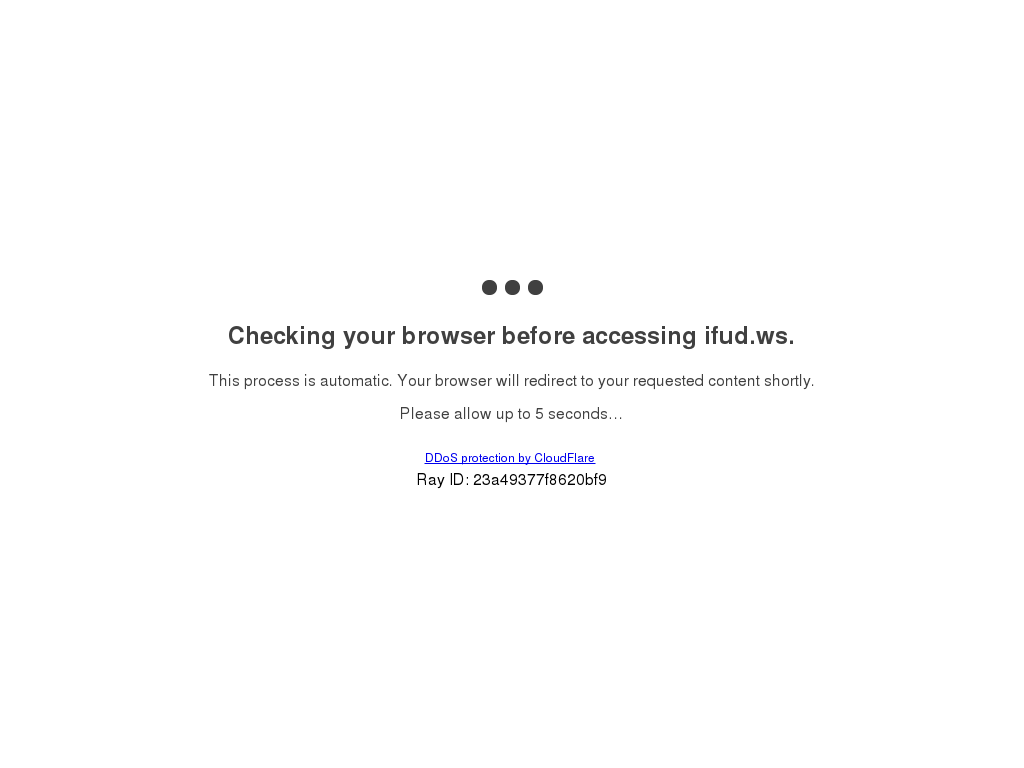 Checking your browser before accessing ifud.ws.
This process is automatic. Your browser will redirect to your requested content shortly.
Please allow up to 5 seconds...
DDoS protection by CloudFlare
Ray ID: 23a49377f8620bf9